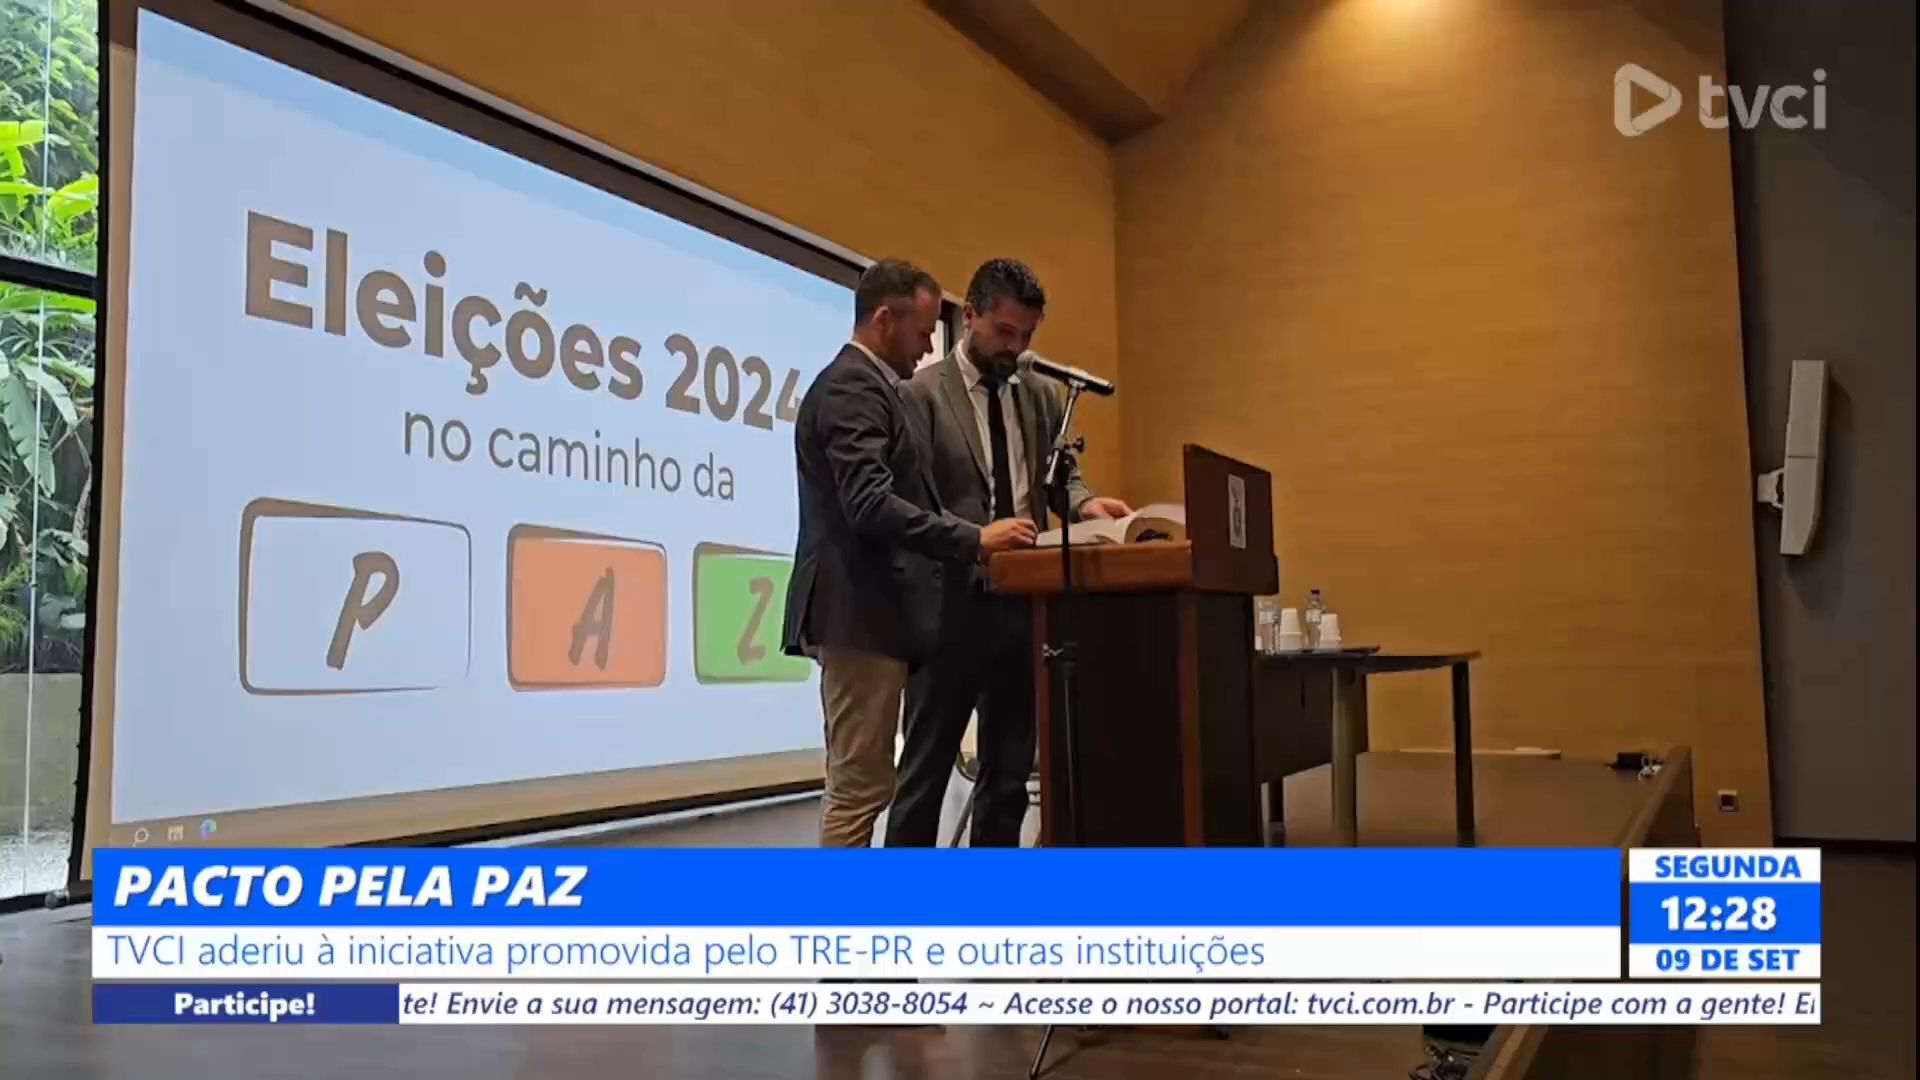 tvci
Eleições 2024
no caminho da
P A Z
PACTO PELA PAZ
TVCI aderiu à iniciativa promovida pelo TRE-PR e outras instituições
SEGUNDA
12:28
09 DE SET
Participe!
te! Envie a sua mensagem: (41) 3038-8054 ~ Acesse o nosso portal: tvci.com.br - Participe com a gente!